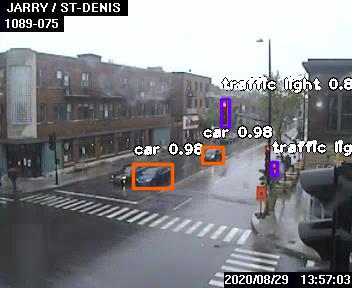 JARRY / ST-DENIS
1089-075
traffic light 0.8
car 0.98
car 0.98
traffic lig
2020/08/29 13:57:03